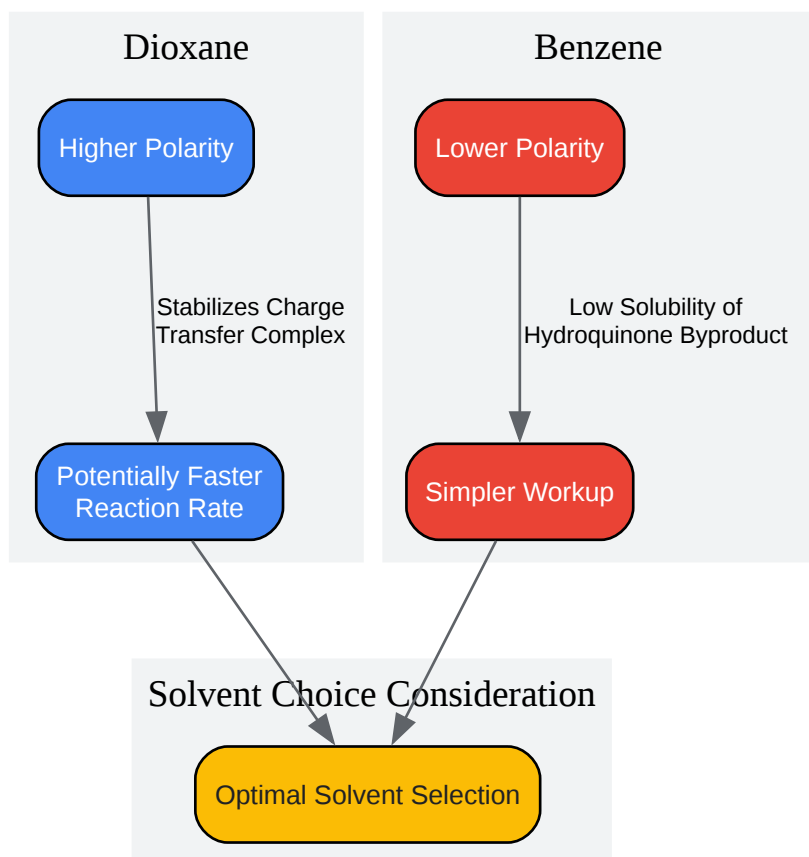 Dioxane
Higher Polarity
Stabilizes Charge
Transfer Complex
Potentially Faster
Reaction Rate
Benzene
Lower Polarity
Low Solubility of
Hydroquinone Byproduct
Simpler Workup
Solvent Choice Consideration
Optimal Solvent Selection